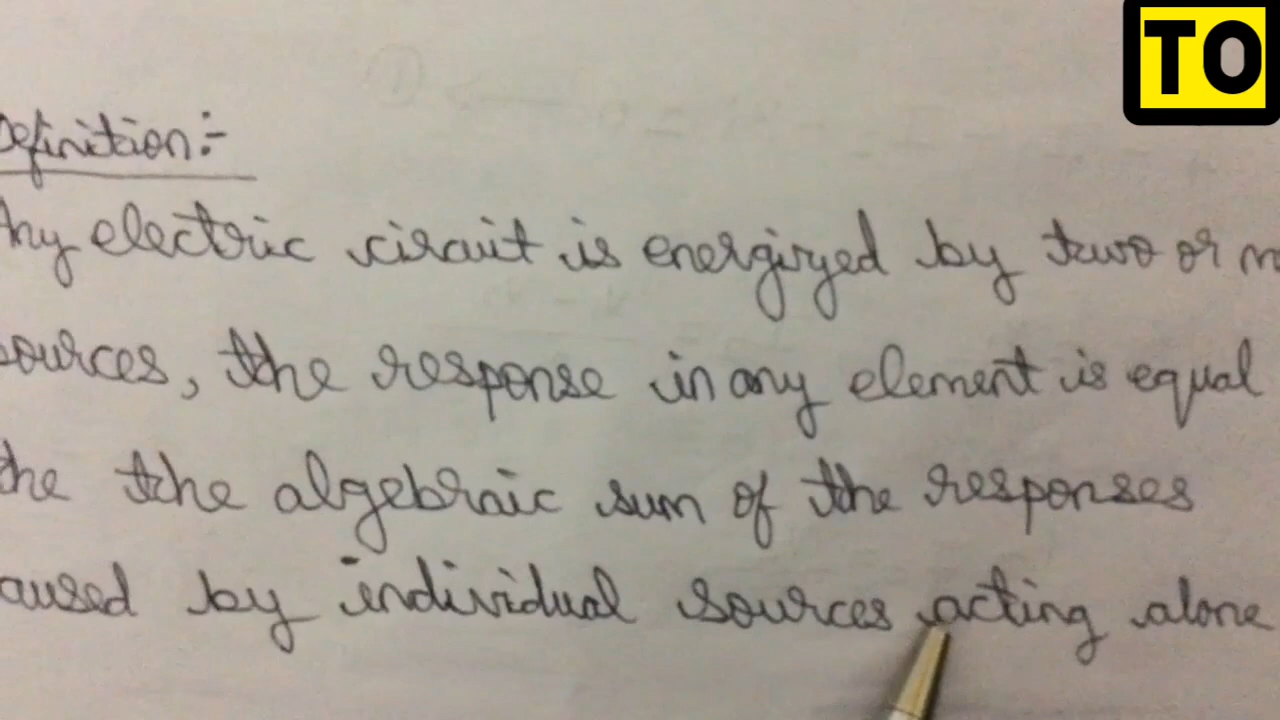 TO
Definition:-
Any electric circuit is energized by two or m
sources, the response in any element is equal
the the algebraic sum of the responses
aused by individual sources acting alone